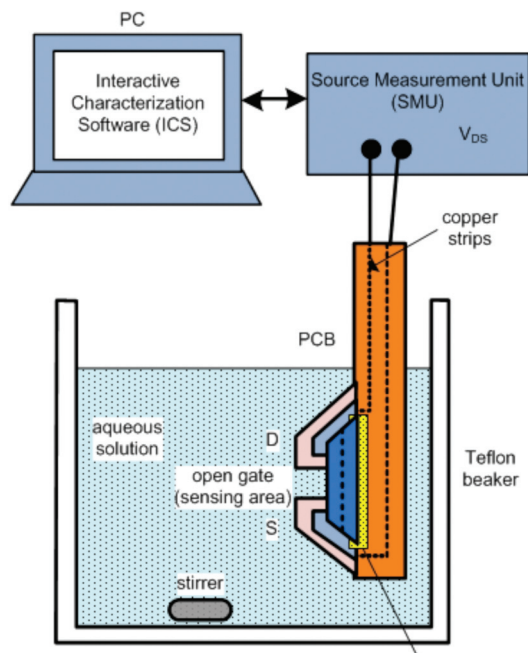 PC
Interactive
Characterization
Software (ICS)
Source Measurement Unit
(SMU)
V_DS
copper
strips
PCB
aqueous
solution
D
open gate
(sensing area)
S
Teflon
beaker
stirrer